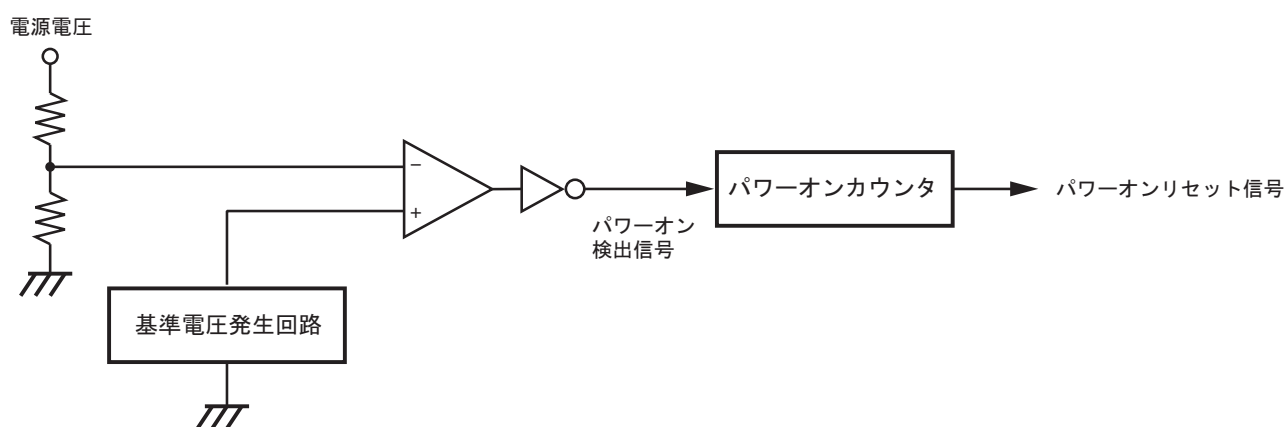 電源電圧
−
+
パワーオンカウンタ
パワーオンリセット信号
パワーオン
検出信号
基準電圧発生回路